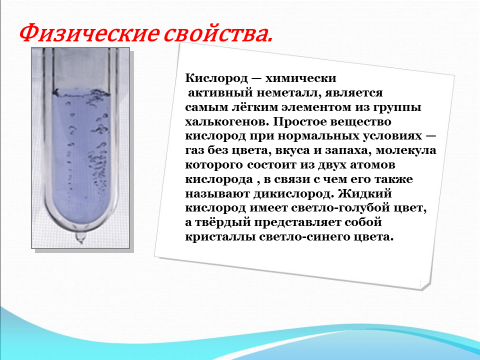 Физические свойства.
Кислород — химически
активный неметалл, является
самым лёгким элементом из группы
халькогенов. Простое вещество
кислород при нормальных условиях —
газ без цвета, вкуса и запаха, молекула
которого состоит из двух атомов
кислорода , в связи с чем его также
называют дикислород. Жидкий
кислород имеет светло-голубой цвет,
а твёрдый представляет собой
кристаллы светло-синего цвета.